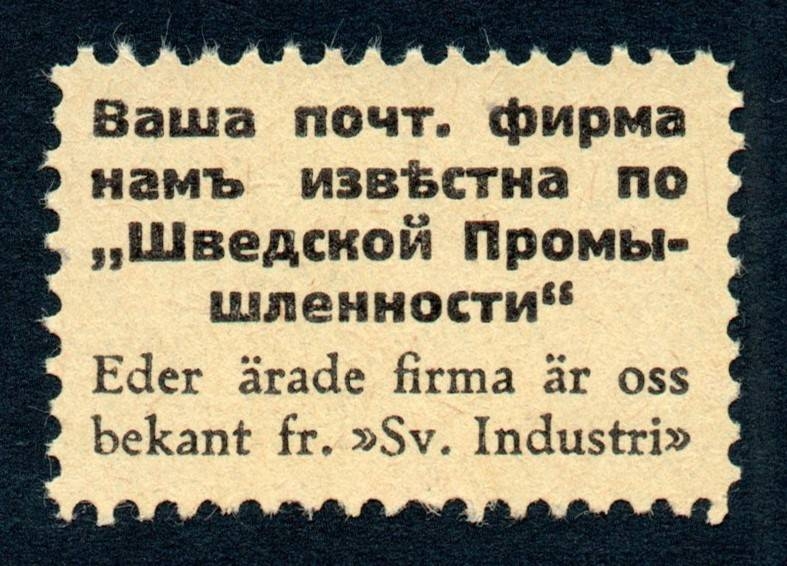 Ваша почт. фирма
намъ извѣстна по
„Шведской Промы-
шленности“
Eder ärade firma är oss
bekant fr. »Sv. Industri»